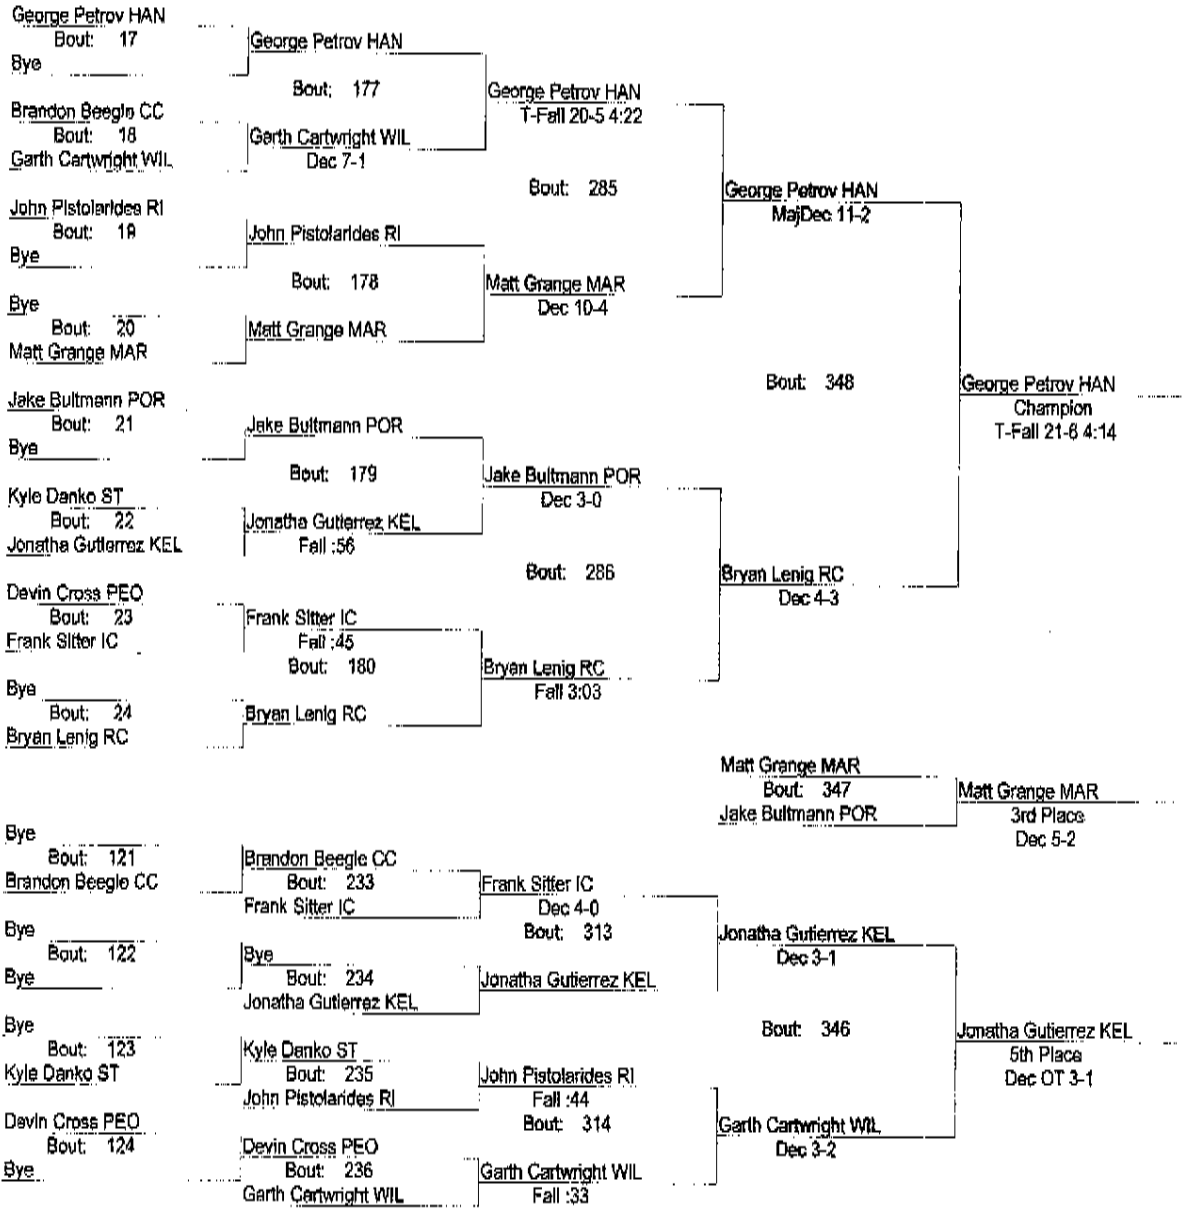 George Petrov HAN
Bout: 17
Bye
George Petrov HAN
Bout: 177
Brandon Beegle CC
Bout: 18
Garth Cartwright WIL
Garth Cartwright WIL
Dec 7-1
George Petrov HAN
T-Fall 20-5 4:22
Bout: 285
John Pistolarides RI
Bout: 19
Bye
John Pistolarides RI
Bout: 178
Bye
Bout: 20
Matt Grange MAR
Matt Grange MAR
Matt Grange MAR
Dec 10-4
George Petrov HAN
MajDec 11-2
Bout: 348
Jake Bultmann POR
Bout: 21
Bye
Jake Bultmann POR
Bout: 179
Kyle Danko ST
Bout: 22
Jonatha Gutierrez KEL
Jonatha Gutierrez KEL
Fall :56
Jake Bultmann POR
Dec 3-0
Bout: 286
Devin Cross PEO
Bout: 23
Frank Sitter IC
Frank Sitter IC
Fall :45
Bout: 180
Bye
Bout: 24
Bryan Lenig RC
Bryan Lenig RC
Bryan Lenig RC
Fall 3:03
Bryan Lenig RC
Dec 4-3
George Petrov HAN
Champion
T-Fall 21-6 4:14
Matt Grange MAR
Bout: 347
Jake Bultmann POR
Matt Grange MAR
3rd Place
Dec 5-2
Bye
Bout: 121
Brandon Beegle CC
Brandon Beegle CC
Bout: 233
Frank Sitter IC
Frank Sitter IC
Dec 4-0
Bout: 313
Bye
Bout: 122
Bye
Bye
Bout: 234
Jonatha Gutierrez KEL
Jonatha Gutierrez KEL
Jonatha Gutierrez KEL
Dec 3-1
Bout: 346
Bye
Bout: 123
Kyle Danko ST
Kyle Danko ST
Bout: 235
John Pistolarides RI
John Pistolarides RI
Fall :44
Bout: 314
Devin Cross PEO
Bout: 124
Bye
Devin Cross PEO
Bout: 236
Garth Cartwright WIL
Garth Cartwright WIL
Fall :33
Garth Cartwright WIL
Dec 3-2
Jonatha Gutierrez KEL
5th Place
Dec OT 3-1